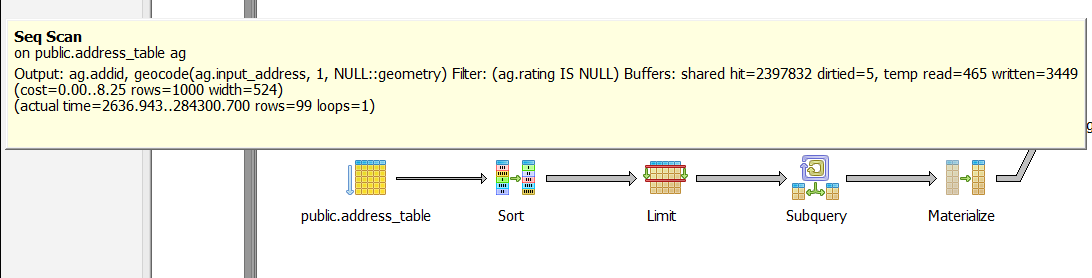 Seq Scan
on public.address_table ag
Output: ag.addid, geocode(ag.input_address, 1, NULL::geometry) Filter: (ag.rating IS NULL) Buffers: shared hit=2397832 dirtied=5, temp read=465 written=3449
(cost=0.00..8.25 rows=1000 width=524)
(actual time=2636.943..284300.700 rows=99 loops=1)
public.address_table Sort Limit Subquery Materialize